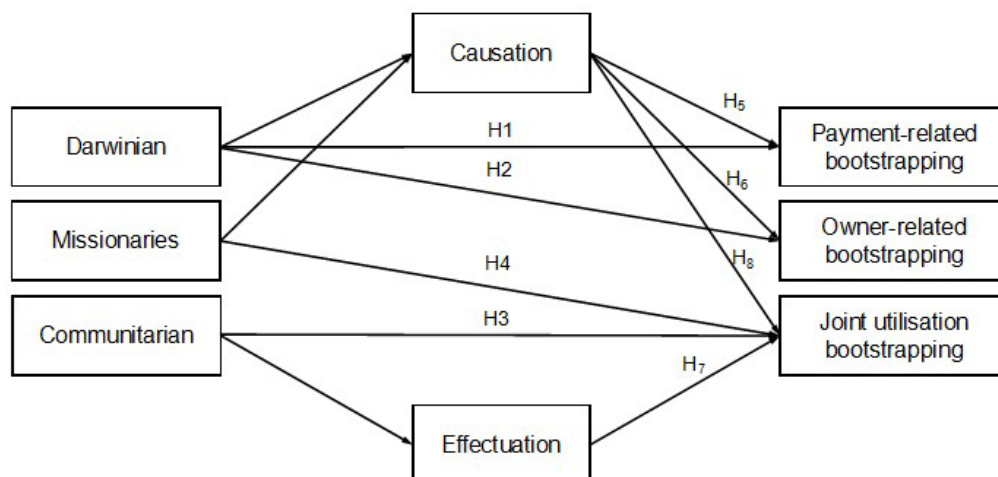 Causation
H₅
Darwinian
H1
Payment-related
bootstrapping
H2
H₆
Missionaries
Owner-related
bootstrapping
H4
H₈
Communitarian
H3
Joint utilisation
bootstrapping
H₇
Effectuation